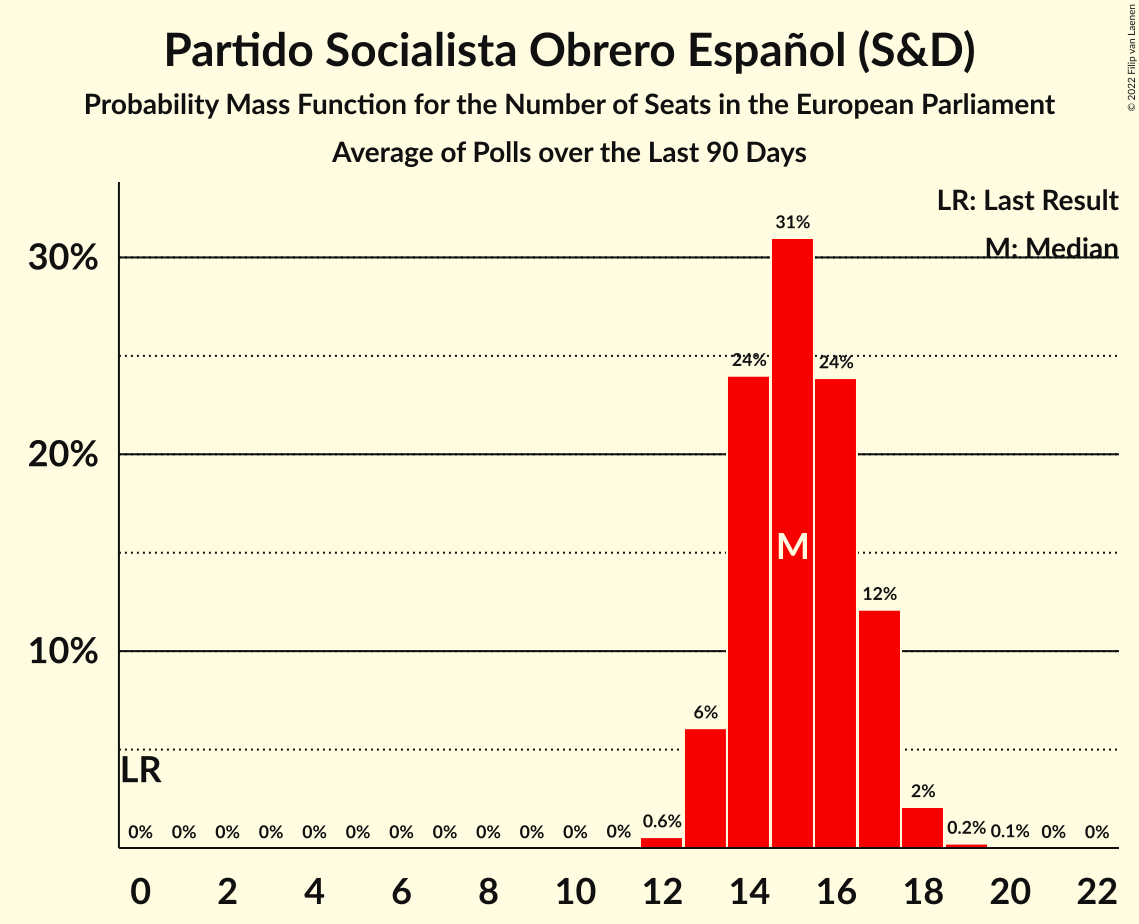 Partido Socialista Obrero Español (S&D)
Probability Mass Function for the Number of Seats in the European Parliament
Average of Polls over the Last 90 Days
© 2022 Filip van Laenen
LR: Last Result
M: Median
30%
20%
10%
31%
24%
24%
M
12%
6%
LR
2%
0% 0% 0% 0% 0% 0% 0% 0% 0% 0% 0% 0% 0.6% 0.2% 0.1% 0% 0%
0 2 4 6 8 10 12 14 16 18 20 22